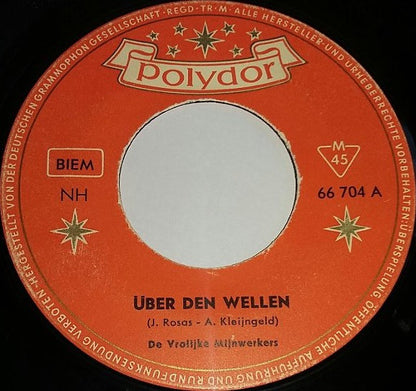 polydor
BIEM
NH
M
45
66 704 A
ÜBER DEN WELLEN
(J. Rosas - A. Kleijngeld)
De Vrolijke Mijnwerkers
HERGESTELLT VON DER DEUTSCHEN GRAMMOPHON GESELLSCHAFT · REGD · TR · M · ALLE HERSTELLER- UND URHEBERRECHTE VORBEHALTEN: ÜBERSPIELUNG, ÖFFENTLICHE AUFFÜHRUNG UND RUNDFUNKSENDUNG VERBOTEN ·